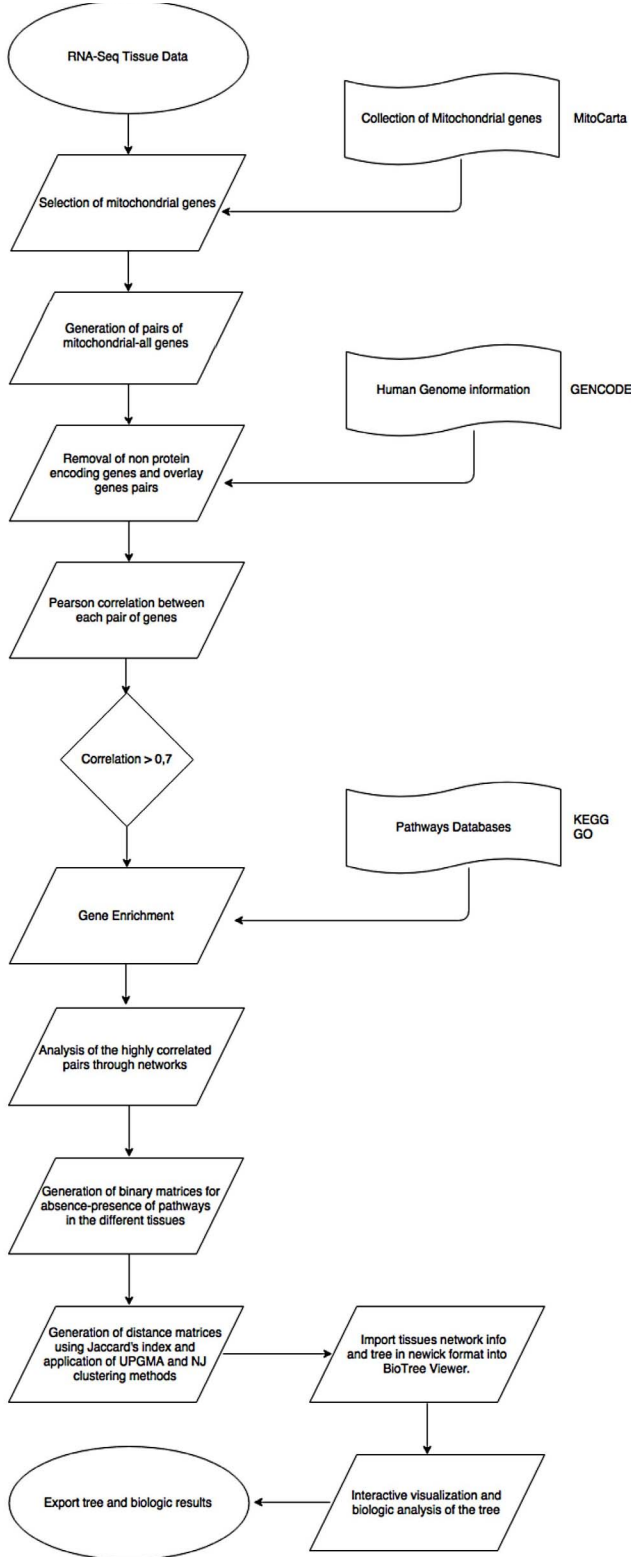 RNA-Seq Tissue Data
Collection of Mitochondrial genes
MitoCarta
Selection of mitochondrial genes
Generation of pairs of
mitochondrial-all genes
Human Genome information
GENCODE
Removal of non protein
encoding genes and overlay
genes pairs
Pearson correlation between
each pair of genes
Correlation > 0,7
Pathways Databases
KEGG
GO
Gene Enrichment
Analysis of the highly correlated
pairs through networks
Generation of binary matrices for
absence-presence of pathways
in the different tissues
Generation of distance matrices
using Jaccard's index and
application of UPGMA and NJ
clustering methods
Import tissues network info
and tree in newick format into
BioTree Viewer.
Interactive visualization and
biologic analysis of the tree
Export tree and biologic results